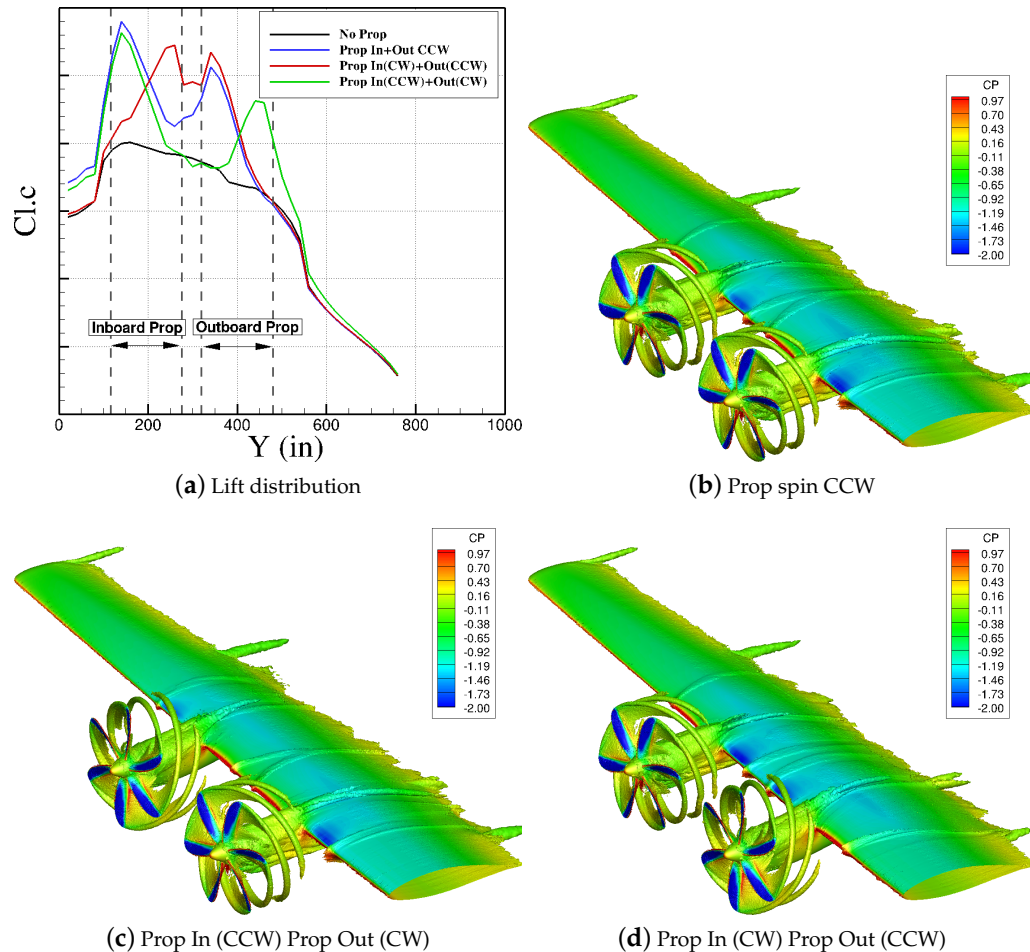 No Prop
Prop In+Out CCW
Prop In(CW)+Out(CCW)
Prop In(CCW)+Out(CW)
Cl.c
Inboard Prop
Outboard Prop
0 200 400 600 800 1000
Y (in)
(a) Lift distribution
CP
0.97
0.70
0.43
0.16
-0.11
-0.38
-0.65
-0.92
-1.19
-1.46
-1.73
-2.00
(b) Prop spin CCW
CP
0.97
0.70
0.43
0.16
-0.11
-0.38
-0.65
-0.92
-1.19
-1.46
-1.73
-2.00
(c) Prop In (CCW) Prop Out (CW)
CP
0.97
0.70
0.43
0.16
-0.11
-0.38
-0.65
-0.92
-1.19
-1.46
-1.73
-2.00
(d) Prop In (CW) Prop Out (CCW)